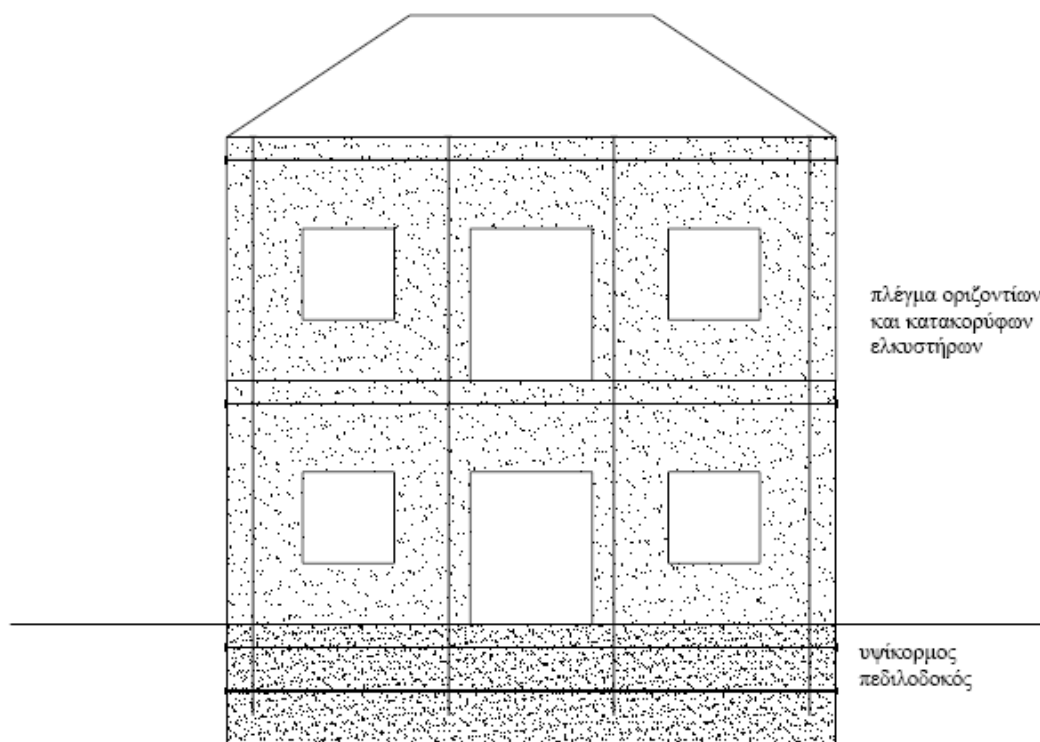 πλέγμα οριζοντίων
και κατακορύφων
ελκυστήρων
υψίκορμος
πεδιλοδοκός